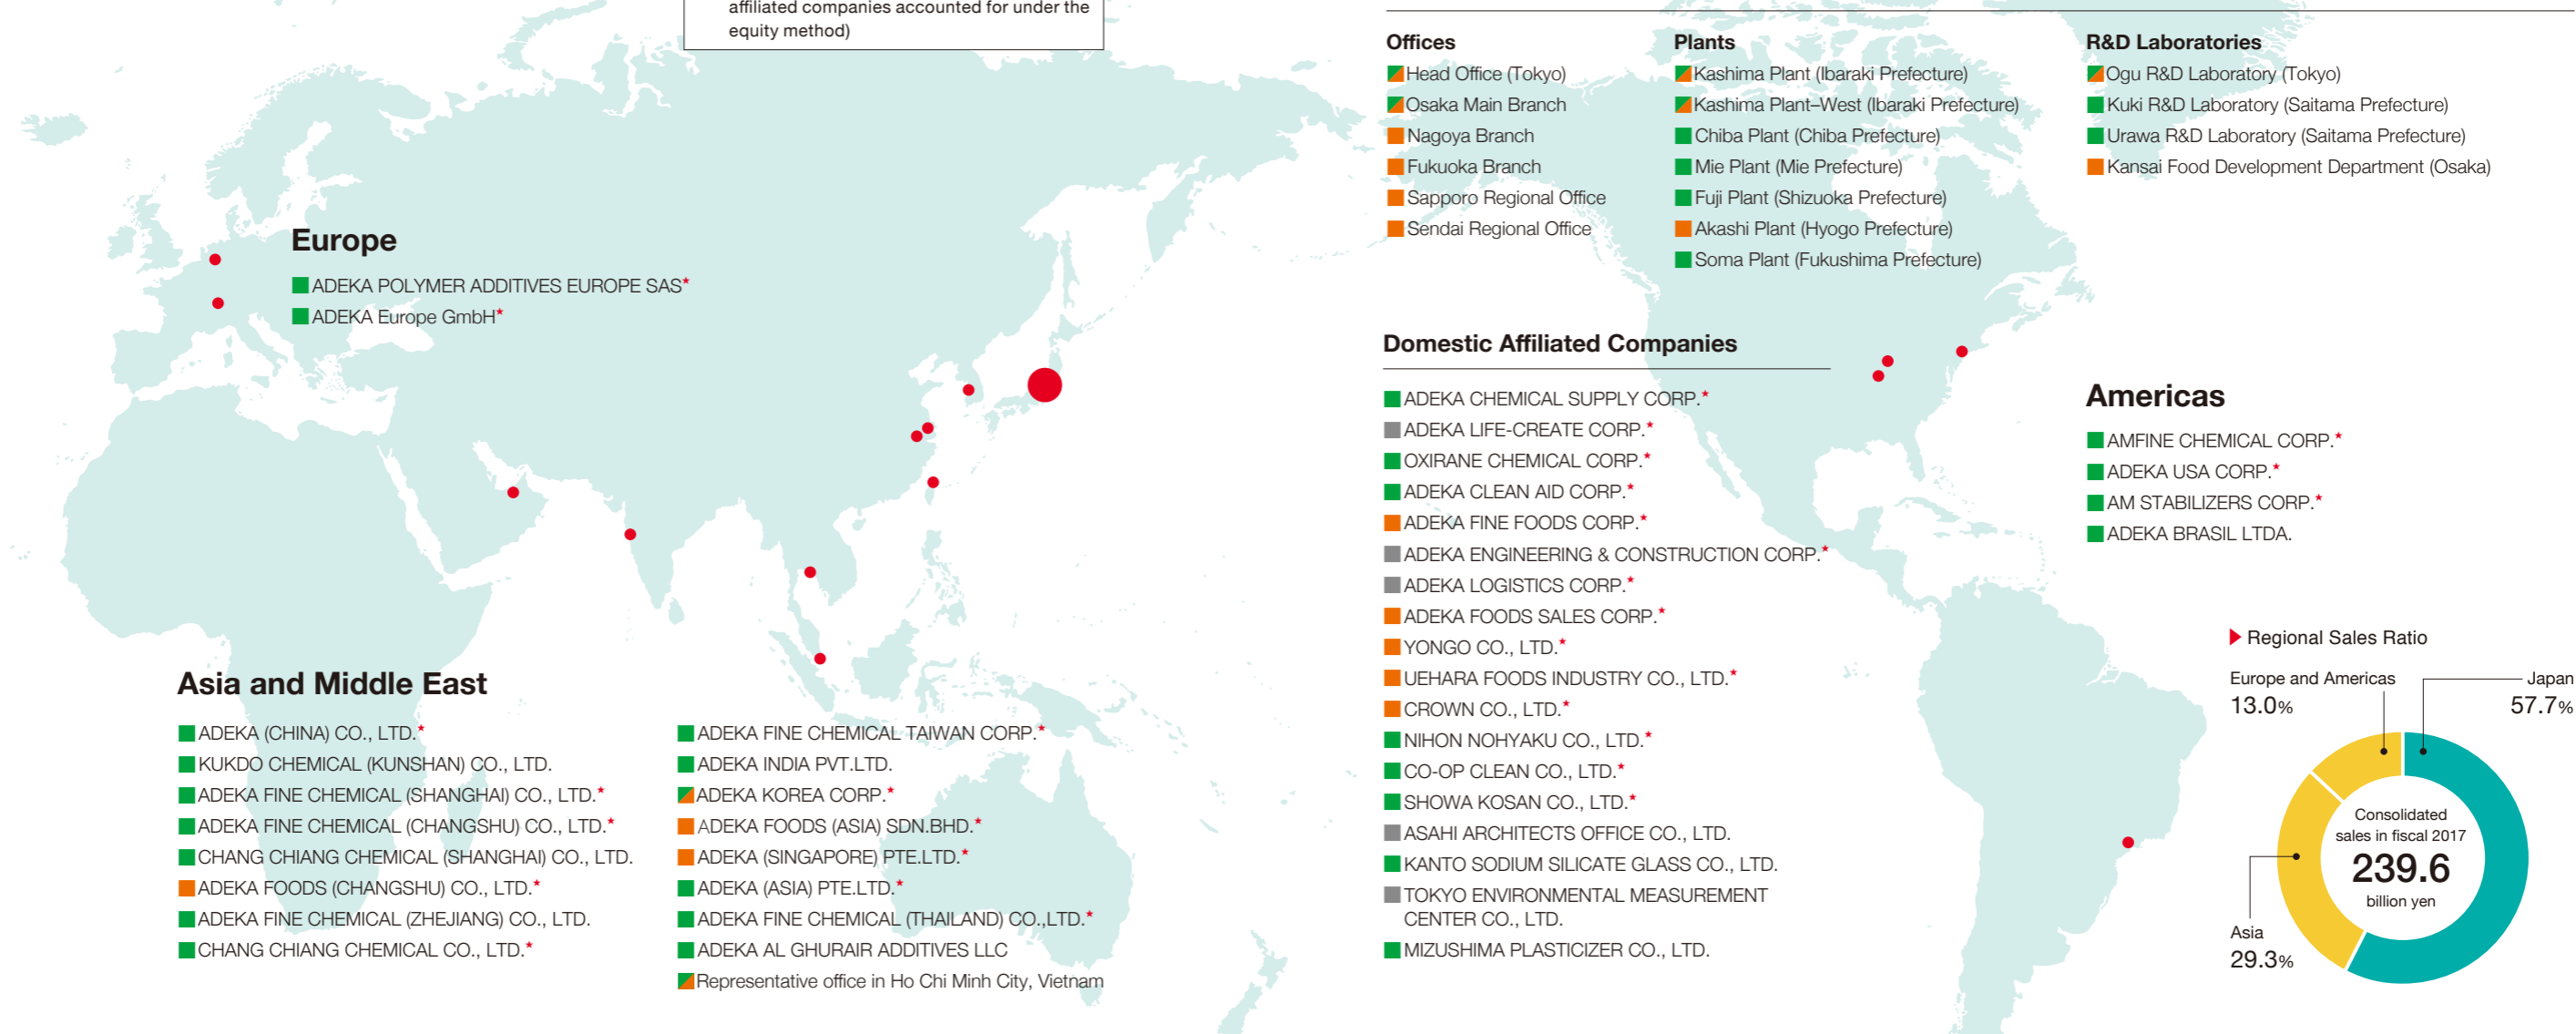 affiliated companies accounted for under the
equity method)
Europe
ADEKA POLYMER ADDITIVES EUROPE SAS★
ADEKA Europe GmbH★
Asia and Middle East
ADEKA (CHINA) CO., LTD.★
KUKDO CHEMICAL (KUNSHAN) CO., LTD.
ADEKA FINE CHEMICAL (SHANGHAI) CO., LTD.★
ADEKA FINE CHEMICAL (CHANGSHU) CO., LTD.★
CHANG CHIANG CHEMICAL (SHANGHAI) CO., LTD.
ADEKA FOODS (CHANGSHU) CO., LTD.★
ADEKA FINE CHEMICAL (ZHEJIANG) CO., LTD.
CHANG CHIANG CHEMICAL CO., LTD.★
ADEKA FINE CHEMICAL TAIWAN CORP.★
ADEKA INDIA PVT.LTD.
ADEKA KOREA CORP.★
ADEKA FOODS (ASIA) SDN.BHD.★
ADEKA (SINGAPORE) PTE.LTD.★
ADEKA (ASIA) PTE.LTD.★
ADEKA FINE CHEMICAL (THAILAND) CO.,LTD.★
ADEKA AL GHURAIR ADDITIVES LLC
Representative office in Ho Chi Minh City, Vietnam
Offices
Head Office (Tokyo)
Osaka Main Branch
Nagoya Branch
Fukuoka Branch
Sapporo Regional Office
Sendai Regional Office
Plants
Kashima Plant (Ibaraki Prefecture)
Kashima Plant–West (Ibaraki Prefecture)
Chiba Plant (Chiba Prefecture)
Mie Plant (Mie Prefecture)
Fuji Plant (Shizuoka Prefecture)
Akashi Plant (Hyogo Prefecture)
Soma Plant (Fukushima Prefecture)
R&D Laboratories
Ogu R&D Laboratory (Tokyo)
Kuki R&D Laboratory (Saitama Prefecture)
Urawa R&D Laboratory (Saitama Prefecture)
Kansai Food Development Department (Osaka)
Domestic Affiliated Companies
ADEKA CHEMICAL SUPPLY CORP.★
ADEKA LIFE-CREATE CORP.★
OXIRANE CHEMICAL CORP.★
ADEKA CLEAN AID CORP.★
ADEKA FINE FOODS CORP.★
ADEKA ENGINEERING & CONSTRUCTION CORP.★
ADEKA LOGISTICS CORP.★
ADEKA FOODS SALES CORP.★
YONGO CO., LTD.★
UEHARA FOODS INDUSTRY CO., LTD.★
CROWN CO., LTD.★
NIHON NOHYAKU CO., LTD.★
CO-OP CLEAN CO., LTD.★
SHOWA KOSAN CO., LTD.★
ASAHI ARCHITECTS OFFICE CO., LTD.
KANTO SODIUM SILICATE GLASS CO., LTD.
TOKYO ENVIRONMENTAL MEASUREMENT
CENTER CO., LTD.
MIZUSHIMA PLASTICIZER CO., LTD.
Americas
AMFINE CHEMICAL CORP.★
ADEKA USA CORP.★
AM STABILIZERS CORP.★
ADEKA BRASIL LTDA.
Regional Sales Ratio
Europe and Americas
13.0%
Japan
57.7%
Consolidated
sales in fiscal 2017
239.6
billion yen
Asia
29.3%